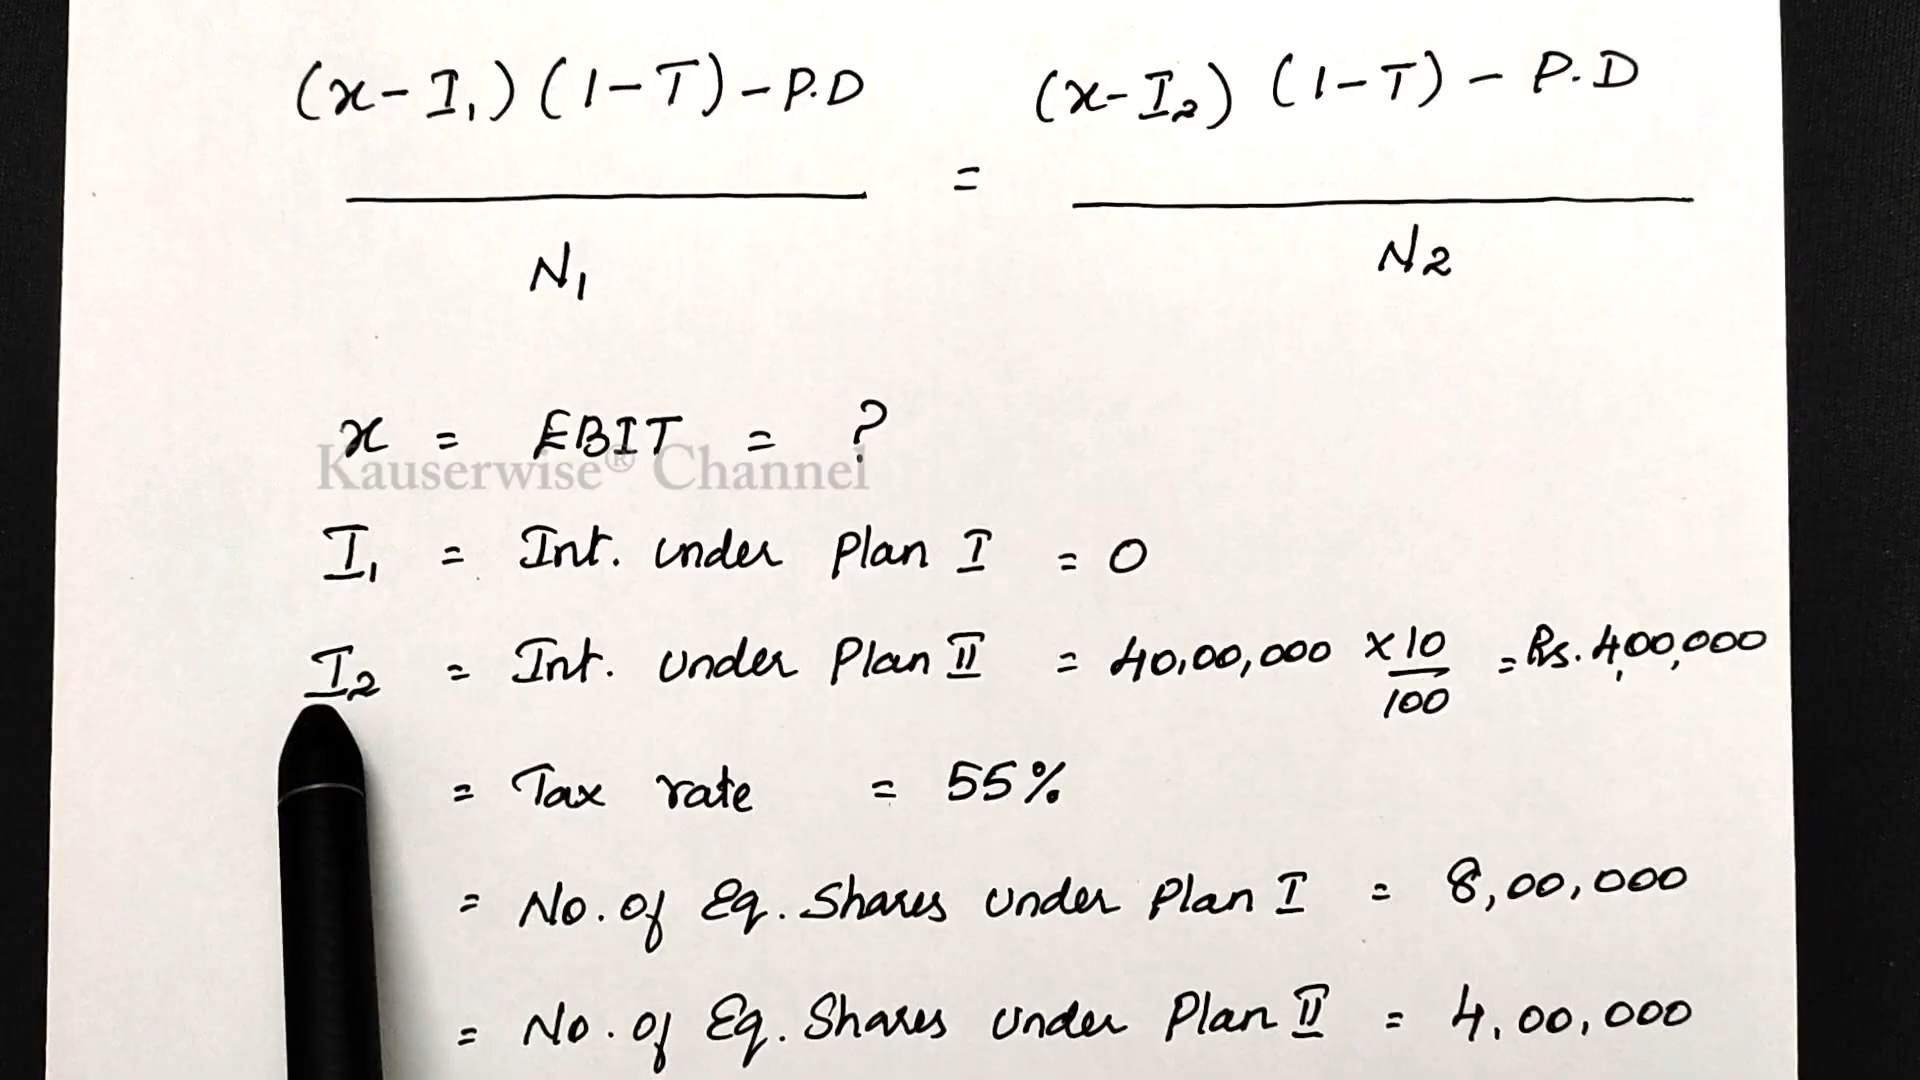 (x-I₁)(1-T)-P.D = (x-I₂)(1-T)-P.D
N₁ N₂
x = EBIT = ?
Kauserwise® Channel
I₁ = Int. under Plan I = 0
I₂ = Int. under Plan II = 40,00,000 x 10/100 = Rs. 4,00,000
= Tax rate = 55%
= No. of Eq. Shares under Plan I = 8,00,000
= No. of Eq. Shares under Plan II = 4,00,000